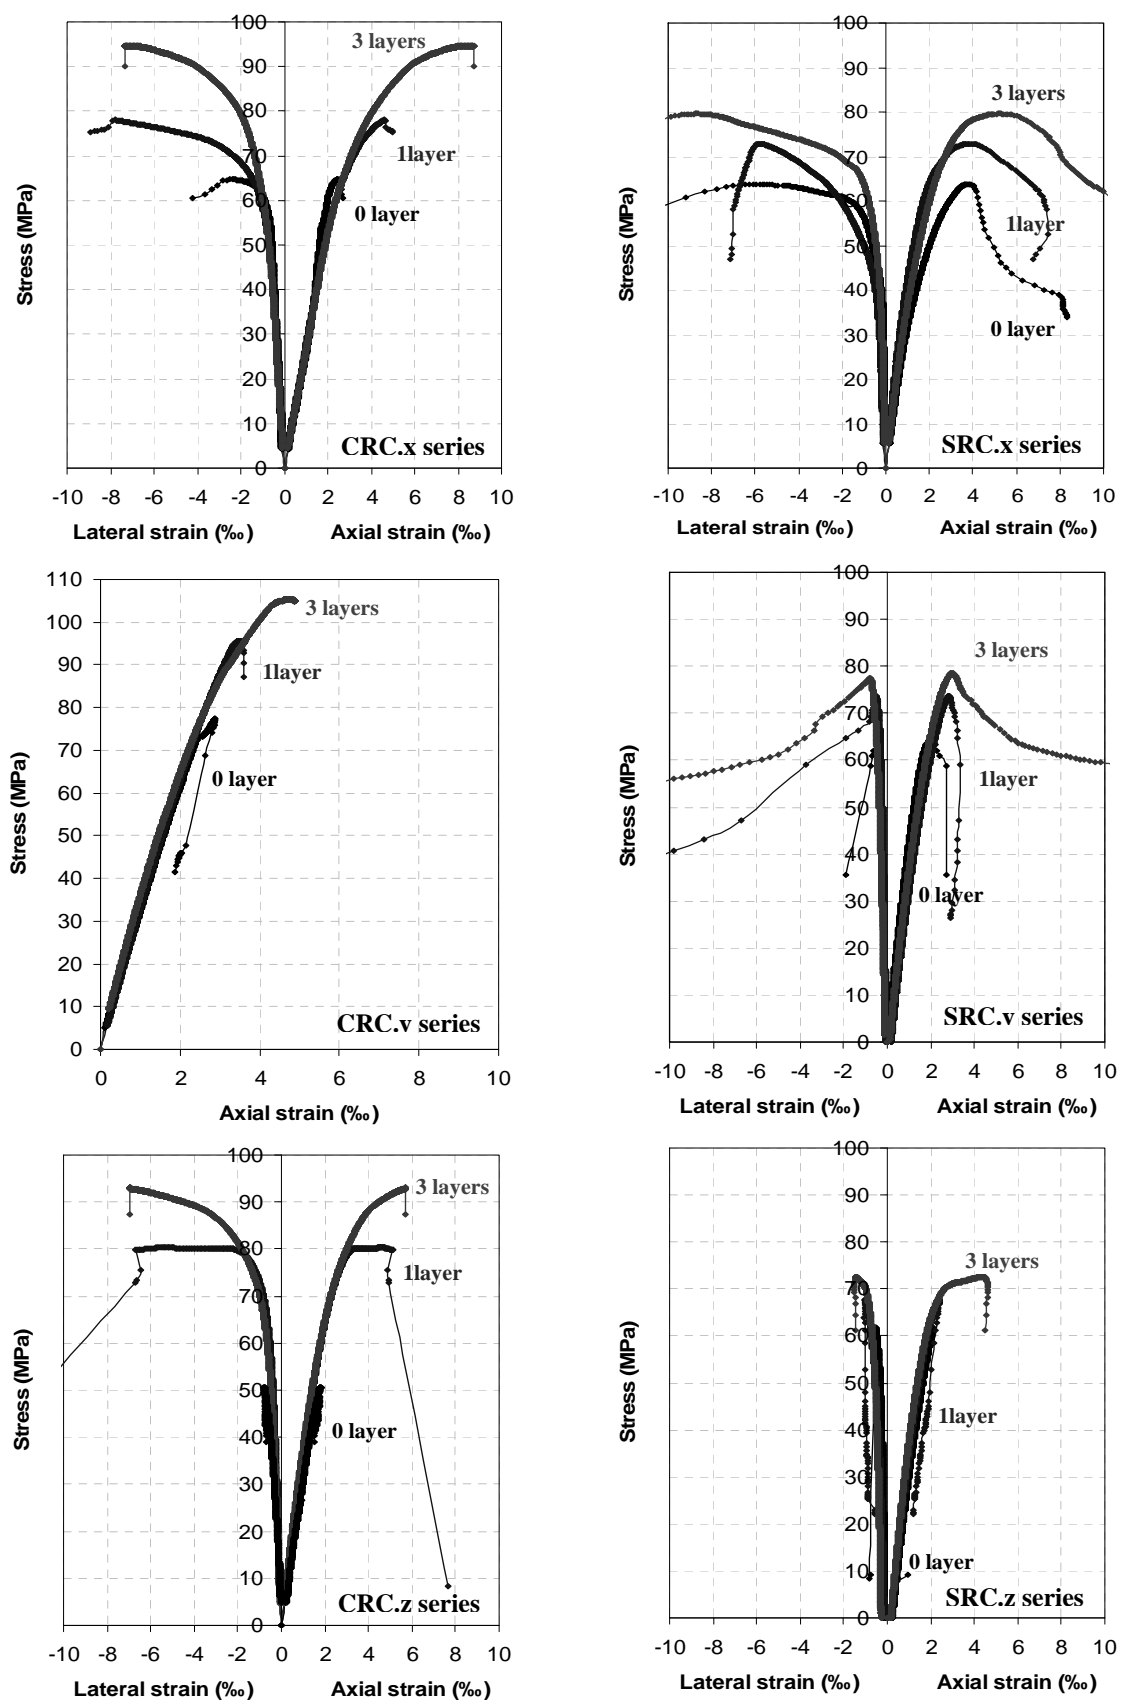 100
90
80
70
60
50
40
30
20
10
0
-10 -8 -6 -4 -2 0 2 4 6 8 10
Stress (MPa)
Lateral strain (‰) Axial strain (‰)
3 layers
1layer
0 layer
CRC.x series
100
90
80
70
60
50
40
30
20
10
0
-10 -8 -6 -4 -2 0 2 4 6 8 10
Stress (MPa)
Lateral strain (‰) Axial strain (‰)
3 layers
1layer
0 layer
SRC.x series
110
100
90
80
70
60
50
40
30
20
10
0
0 2 4 6 8 10
Stress (MPa)
Axial strain (‰)
3 layers
1layer
0 layer
CRC.v series
100
90
80
70
60
50
40
30
20
10
0
-10 -8 -6 -4 -2 0 2 4 6 8 10
Stress (MPa)
Lateral strain (‰) Axial strain (‰)
3 layers
1layer
0 layer
SRC.v series
100
90
80
70
60
50
40
30
20
10
0
-10 -8 -6 -4 -2 0 2 4 6 8 10
Stress (MPa)
Lateral strain (‰) Axial strain (‰)
3 layers
1layer
0 layer
CRC.z series
100
90
80
70
60
50
40
30
20
10
0
-10 -8 -6 -4 -2 0 2 4 6 8 10
Stress (MPa)
Lateral strain (‰) Axial strain (‰)
3 layers
1layer
0 layer
SRC.z series